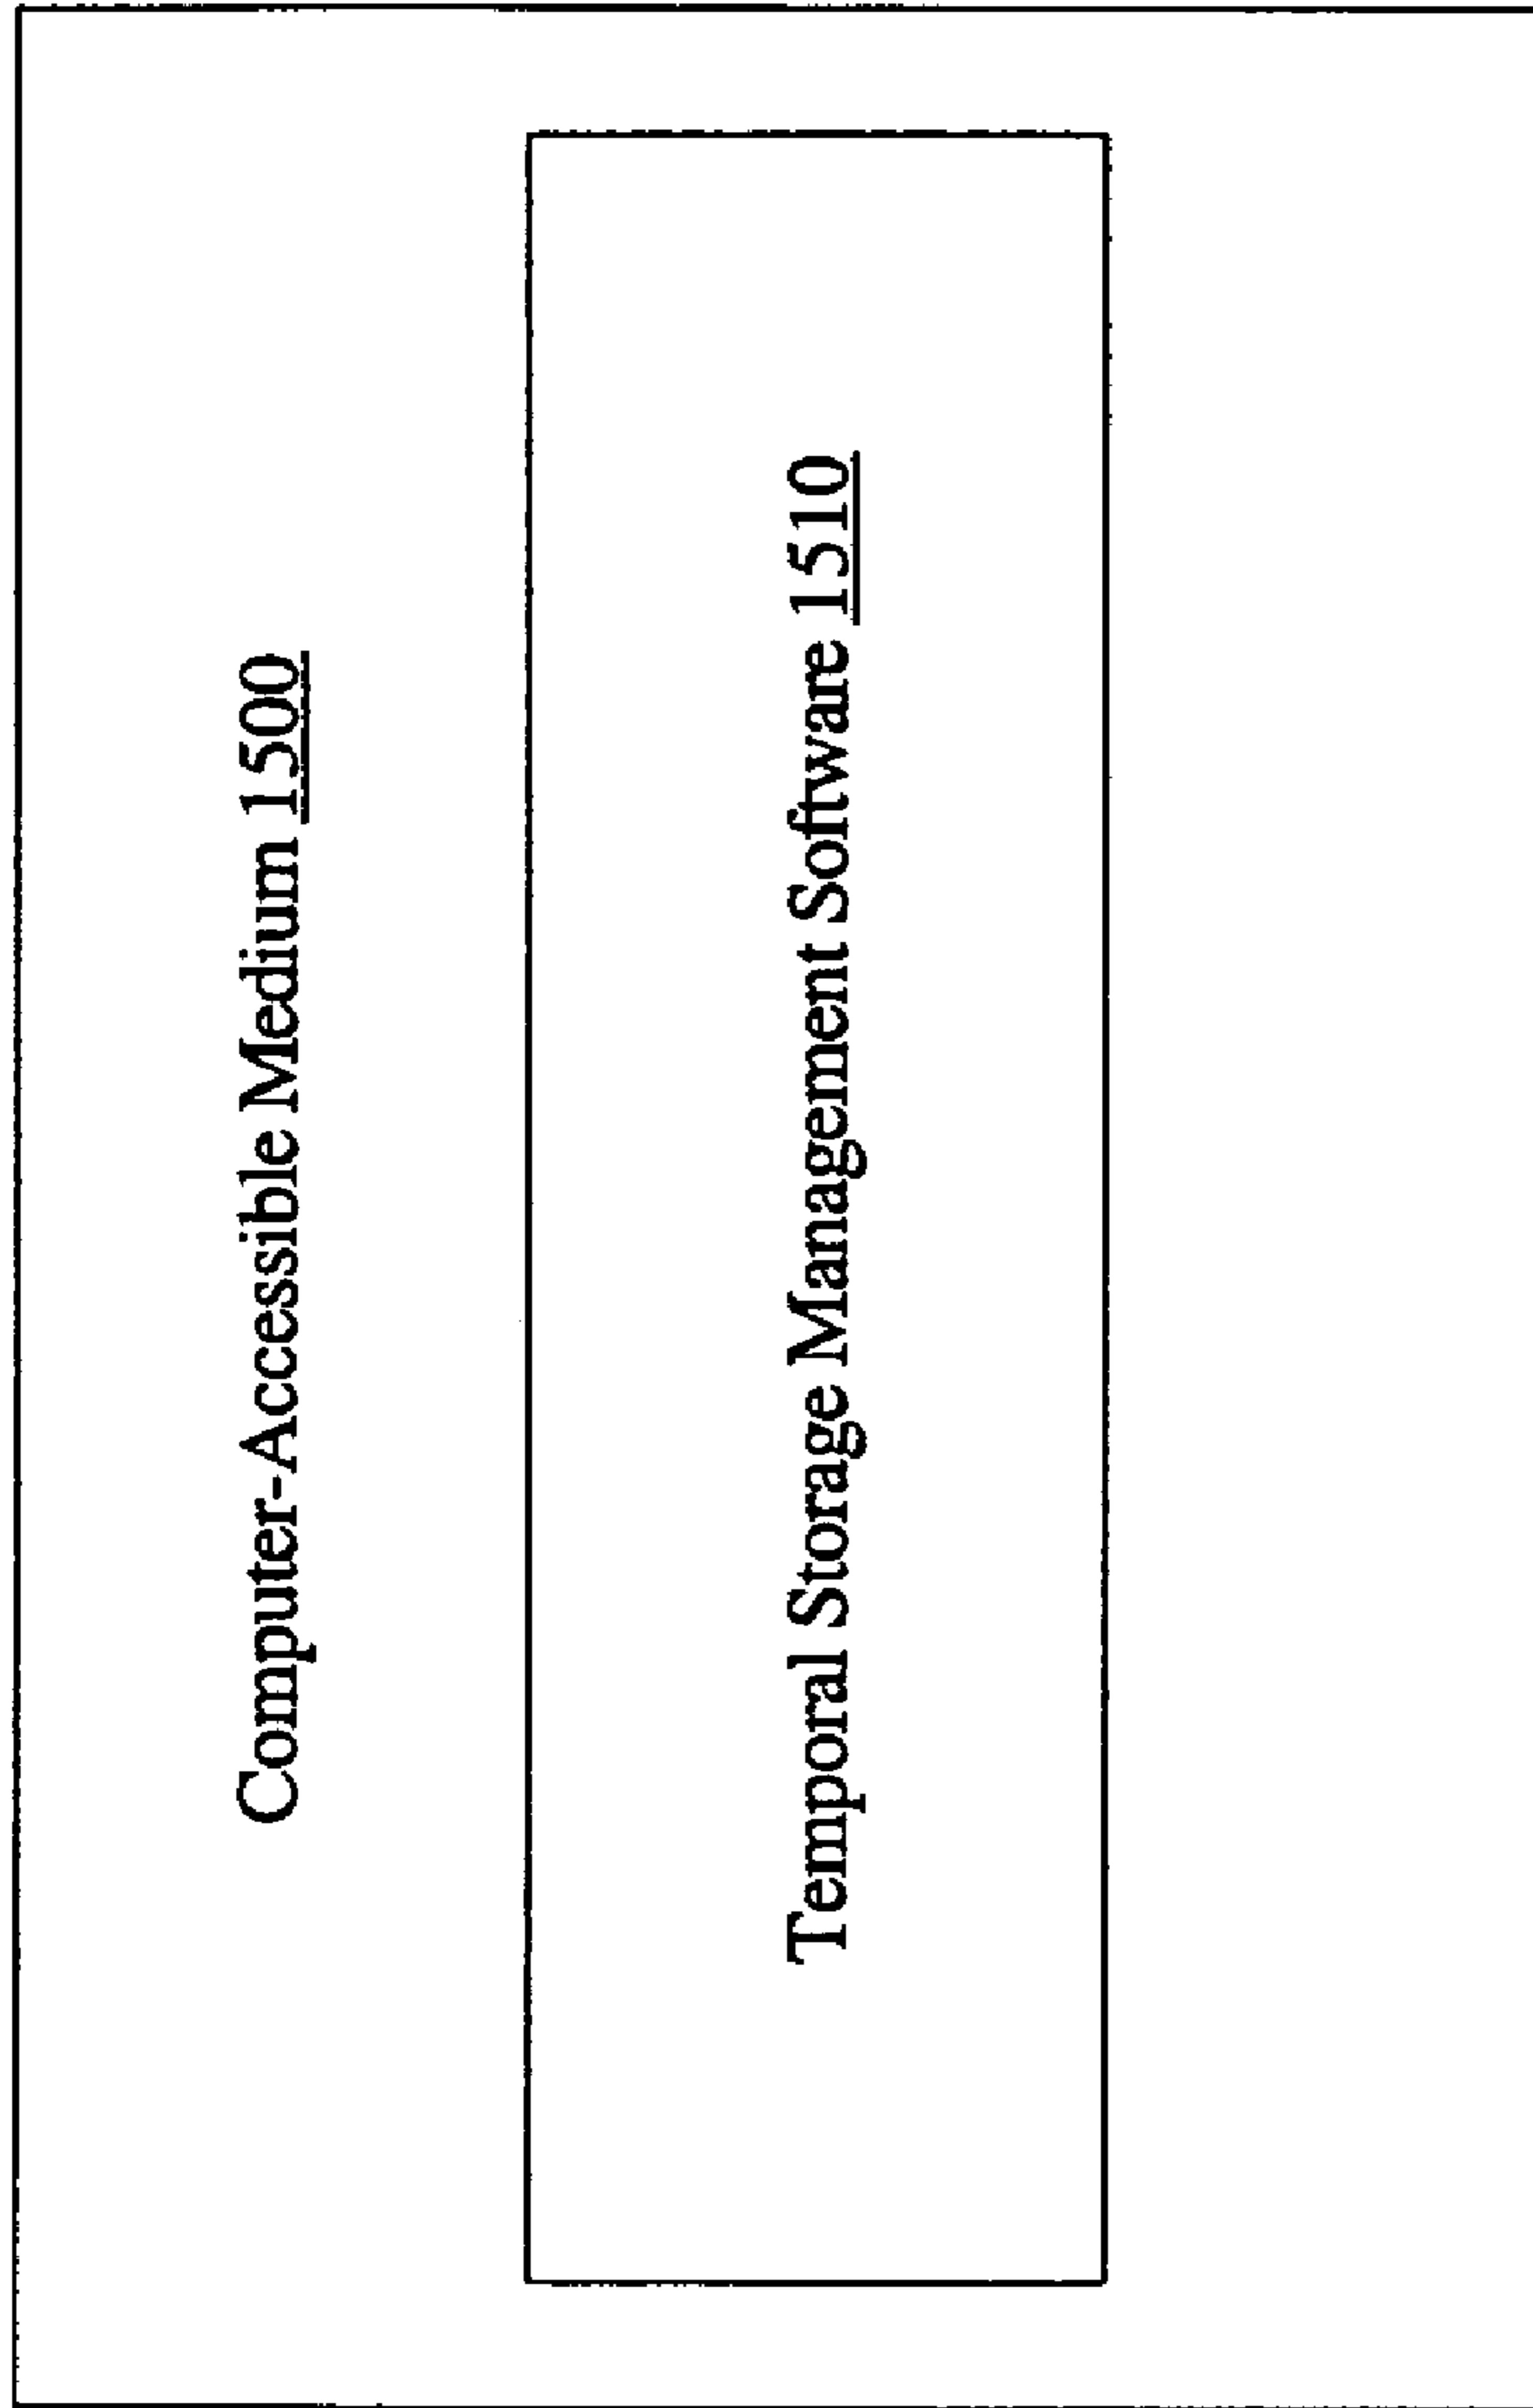 Computer-Accessible Medium 1500
Temporal Storage Management Software 1510